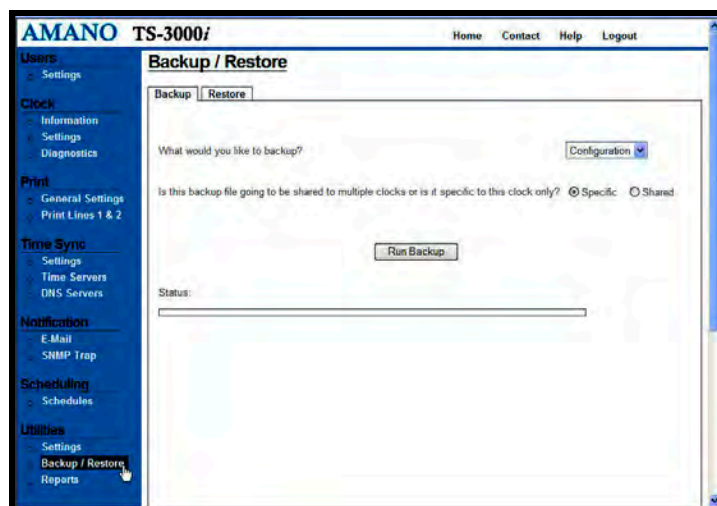 AMANO TS-3000i
Home Contact Help Logout
Users
Settings
Clock
Information
Settings
Diagnostics
Print
General Settings
Print Lines 1 & 2
Time Sync
Settings
Time Servers
DNS Servers
Notification
E-Mail
SNMP Trap
Scheduling
Schedules
Utilities
Settings
Backup / Restore
Reports
Backup / Restore
Backup Restore
What would you like to backup? Configuration
Is this backup file going to be shared to multiple clocks or is it specific to this clock only? Specific Shared
Run Backup
Status: